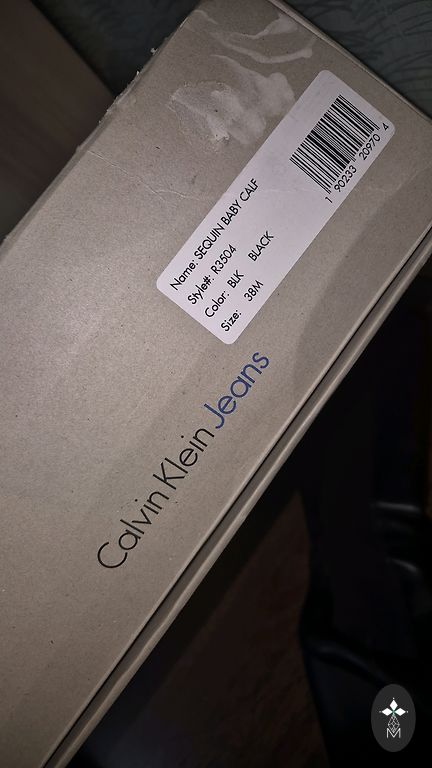 1 90233 20970 4
Name: SEQUIN BABY CALF
Style#: R3504
Color: BLK BLACK
Size: 38M
Calvin Klein Jeans
M